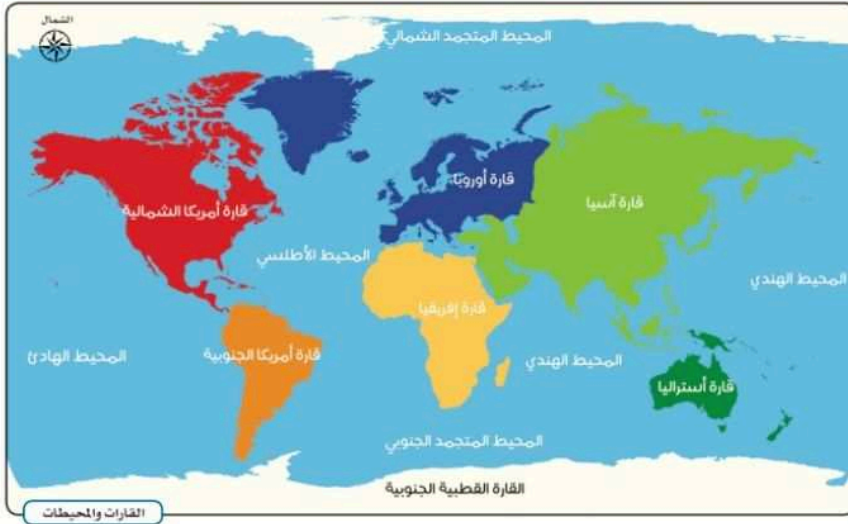 الشمال
المحيط المتجمد الشمالي
قارة أوروبا
قارة آسيا
قارة أمريكا الشمالية
المحيط الأطلسي
المحيط الهندي
قارة إفريقيا
المحيط الهادئ
قارة أمريكا الجنوبية
المحيط الهندي
قارة أستراليا
المحيط المتجمد الجنوبي
القارة القطبية الجنوبية
القارات والمحيطات